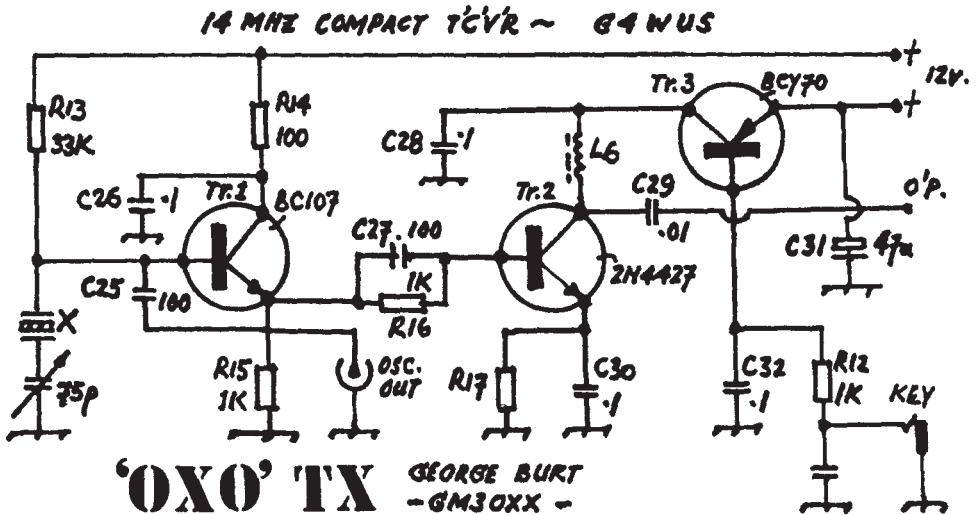 14 MHZ COMPACT T'C'V'R ~ G4WUS
+
12V.
+
R13
33K
R14
100
C26
.1
Tr.1
BC107
C25
100
X
75p
R15
1K
OSC.
OUT
C27
.100
1K
R16
C28
.1
L6
Tr.2
2N4427
R17
C30
.1
C29
.01
Tr.3
BCY70
O'P.
C31
47u
C32
.1
R12
1K
KEY
'OXO' TX
GEORGE BURT
- GM3OXX -